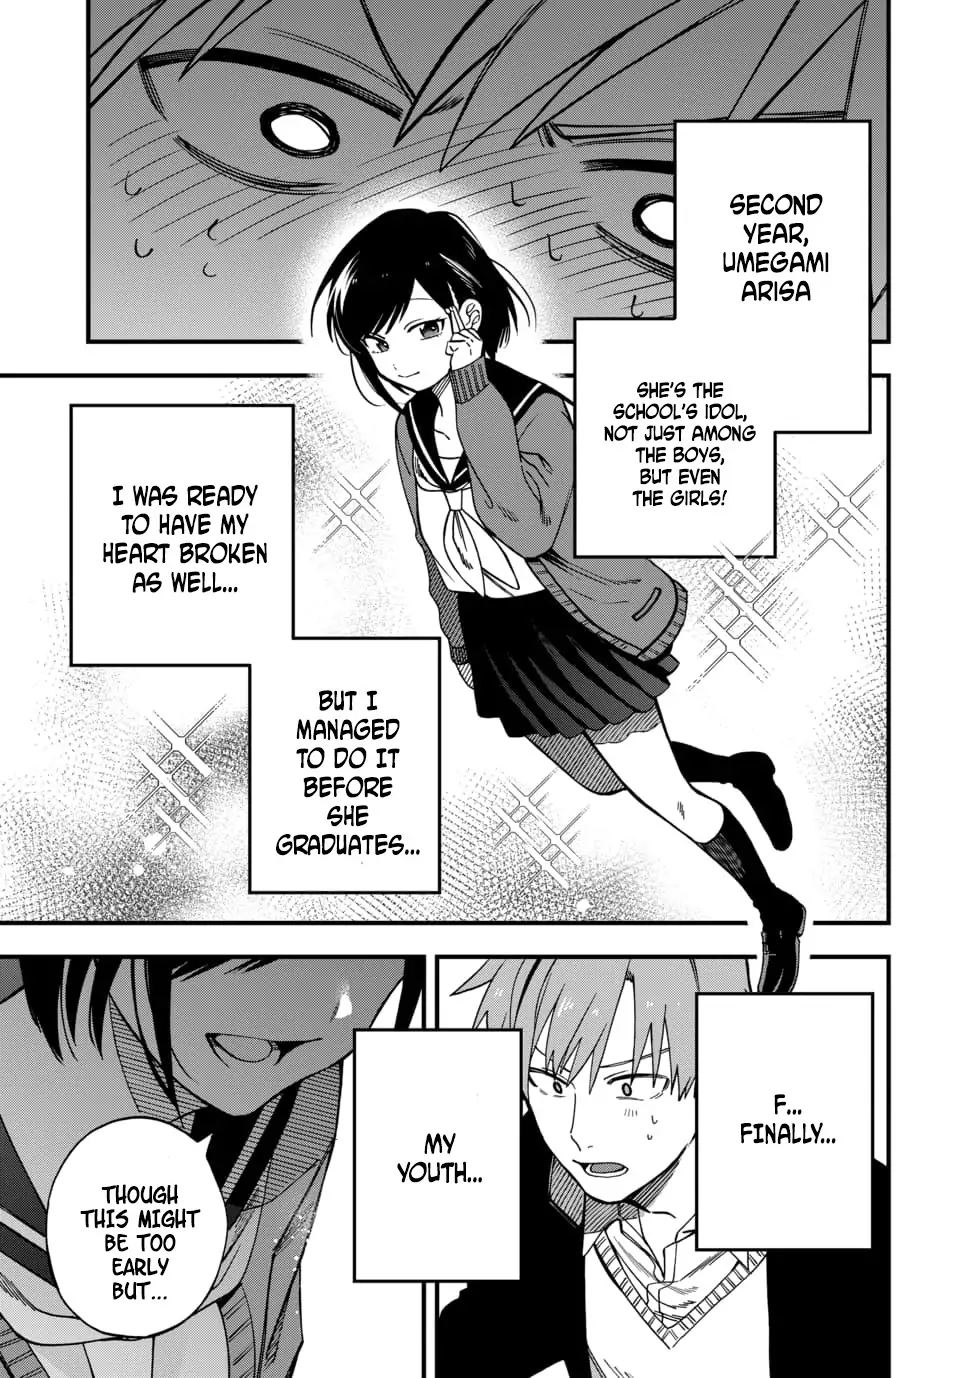 SECOND
YEAR,
UMEGAMI
ARISA
SHE'S THE
SCHOOL'S IDOL,
NOT JUST AMONG
THE BOYS,
BUT EVEN
THE GIRLS!
I WAS READY
TO HAVE MY
HEART BROKEN
AS WELL...
BUT I
MANAGED
TO DO IT
BEFORE
SHE
GRADUATES...
F...
FINALLY...
MY
YOUTH...
THOUGH
THIS MIGHT
BE TOO
EARLY
BUT...